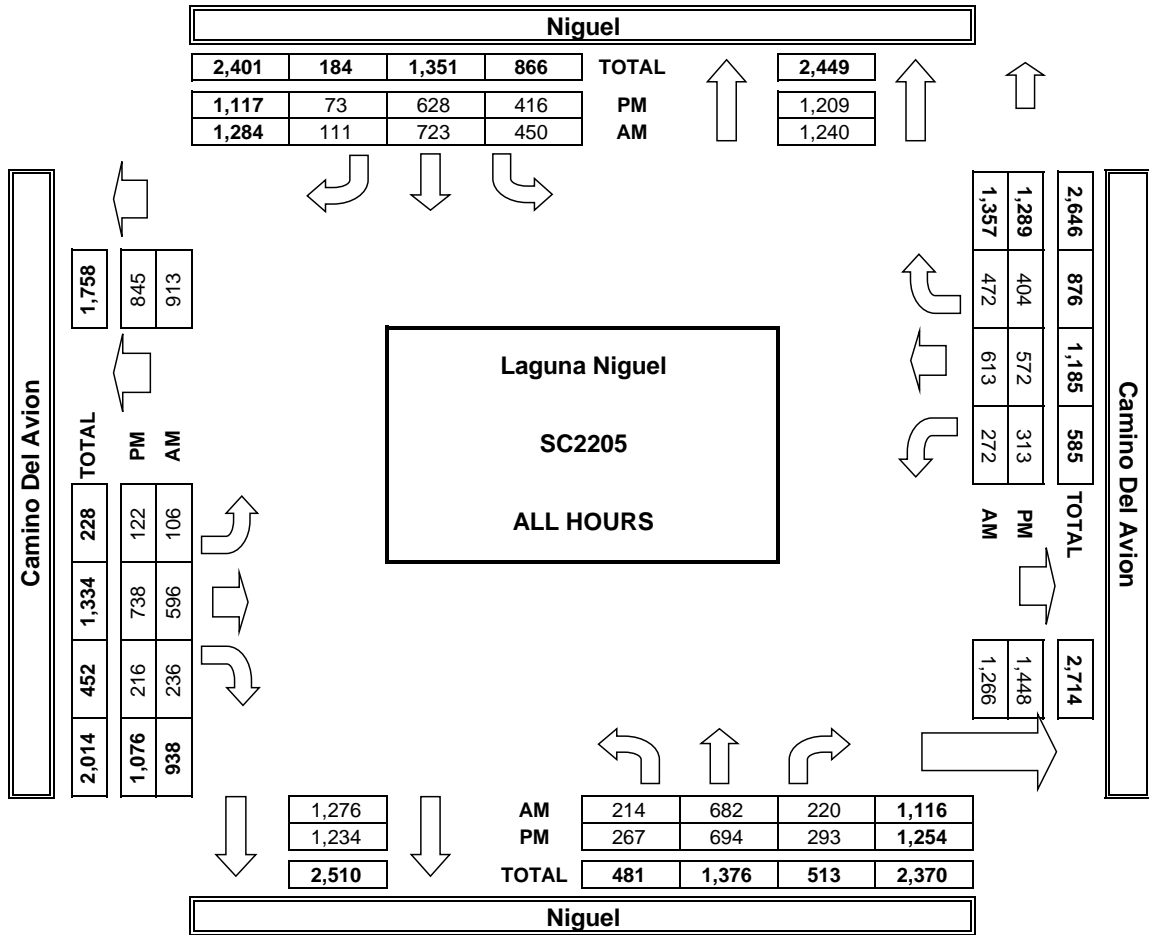 Niguel
2,401 184 1,351 866 TOTAL 2,449
1,117 73 628 416 PM 1,209
1,284 111 723 450 AM 1,240
Camino Del Avion
1,758
845
913
TOTAL
PM
AM
228 1,334 452 2,014
122 738 216 1,076
106 596 236 938
Laguna Niguel
SC2205
ALL HOURS
2,646 876 1,185 585 TOTAL
1,289 404 572 313 PM
1,357 472 613 272 AM
2,714
1,448
1,266
Camino Del Avion
1,276 AM 214 682 220 1,116
1,234 PM 267 694 293 1,254
2,510 TOTAL 481 1,376 513 2,370
Niguel